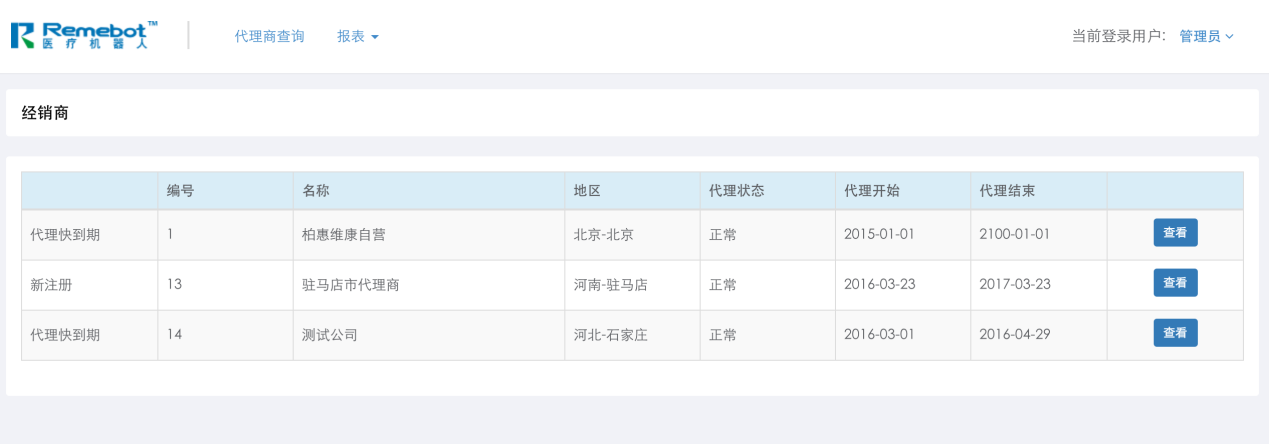 Remebot™
医疗机器人
代理商查询 报表 当前登录用户: 管理员
经销商
编号 名称 地区 代理状态 代理开始 代理结束
代理快到期 1 柏惠维康自营 北京-北京 正常 2015-01-01 2100-01-01 查看
新注册 13 驻马店市代理商 河南-驻马店 正常 2016-03-23 2017-03-23 查看
代理快到期 14 测试公司 河北-石家庄 正常 2016-03-01 2016-04-29 查看